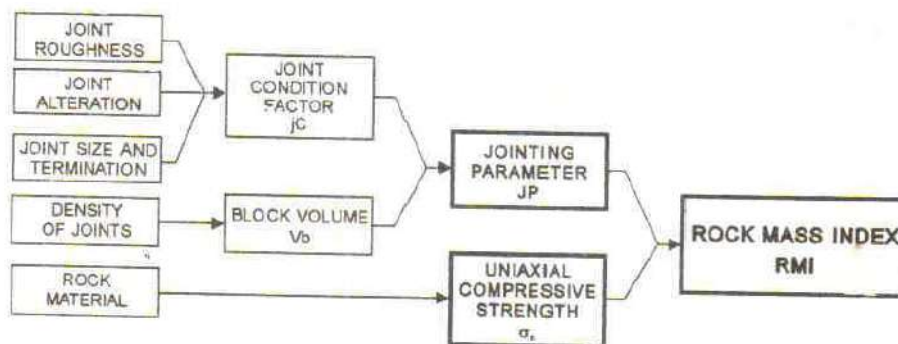 JOINT
ROUGHNESS
JOINT
ALTERATION
JOINT SIZE AND
TERMINATION
DENSITY
OF JOINTS
ROCK
MATERIAL
JOINT
CONDITION
FACTOR
jC
BLOCK VOLUME
Vb
JOINTING
PARAMETER
JP
UNIAXIAL
COMPRESSIVE
STRENGTH
ROCK MASS INDEX
RMI